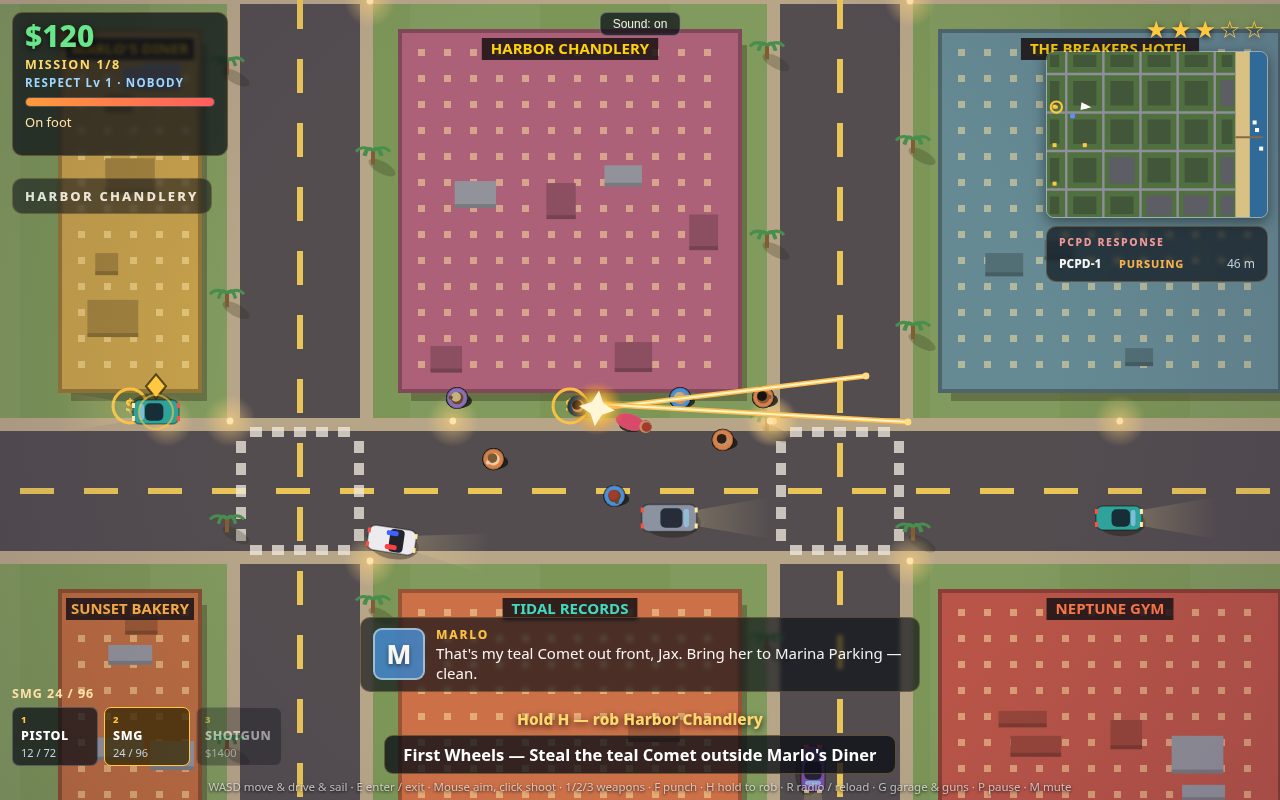 Sound: on
$120
MARLO'S DINER
MISSION 1/8
RESPECT Lv 1 · NOBODY
On foot
HARBOR CHANDLERY
HARBOR CHANDLERY
THE BREAKERS HOTEL
PCPD RESPONSE
PCPD-1 PURSUING 46 m
$
SUNSET BAKERY
TIDAL RECORDS
NEPTUNE GYM
M
MARLO
That's my teal Comet out front, Jax. Bring her to Marina Parking —
clean.
SMG 24 / 96
1
PISTOL
12 / 72
2
SMG
24 / 96
3
SHOTGUN
$1400
Hold H — rob Harbor Chandlery
First Wheels — Steal the teal Comet outside Marlo's Diner
WASD move & drive & sail · E enter / exit · Mouse aim, click shoot · 1/2/3 weapons · F punch · H hold to rob · R radio / reload · G garage & guns · P pause · M mute